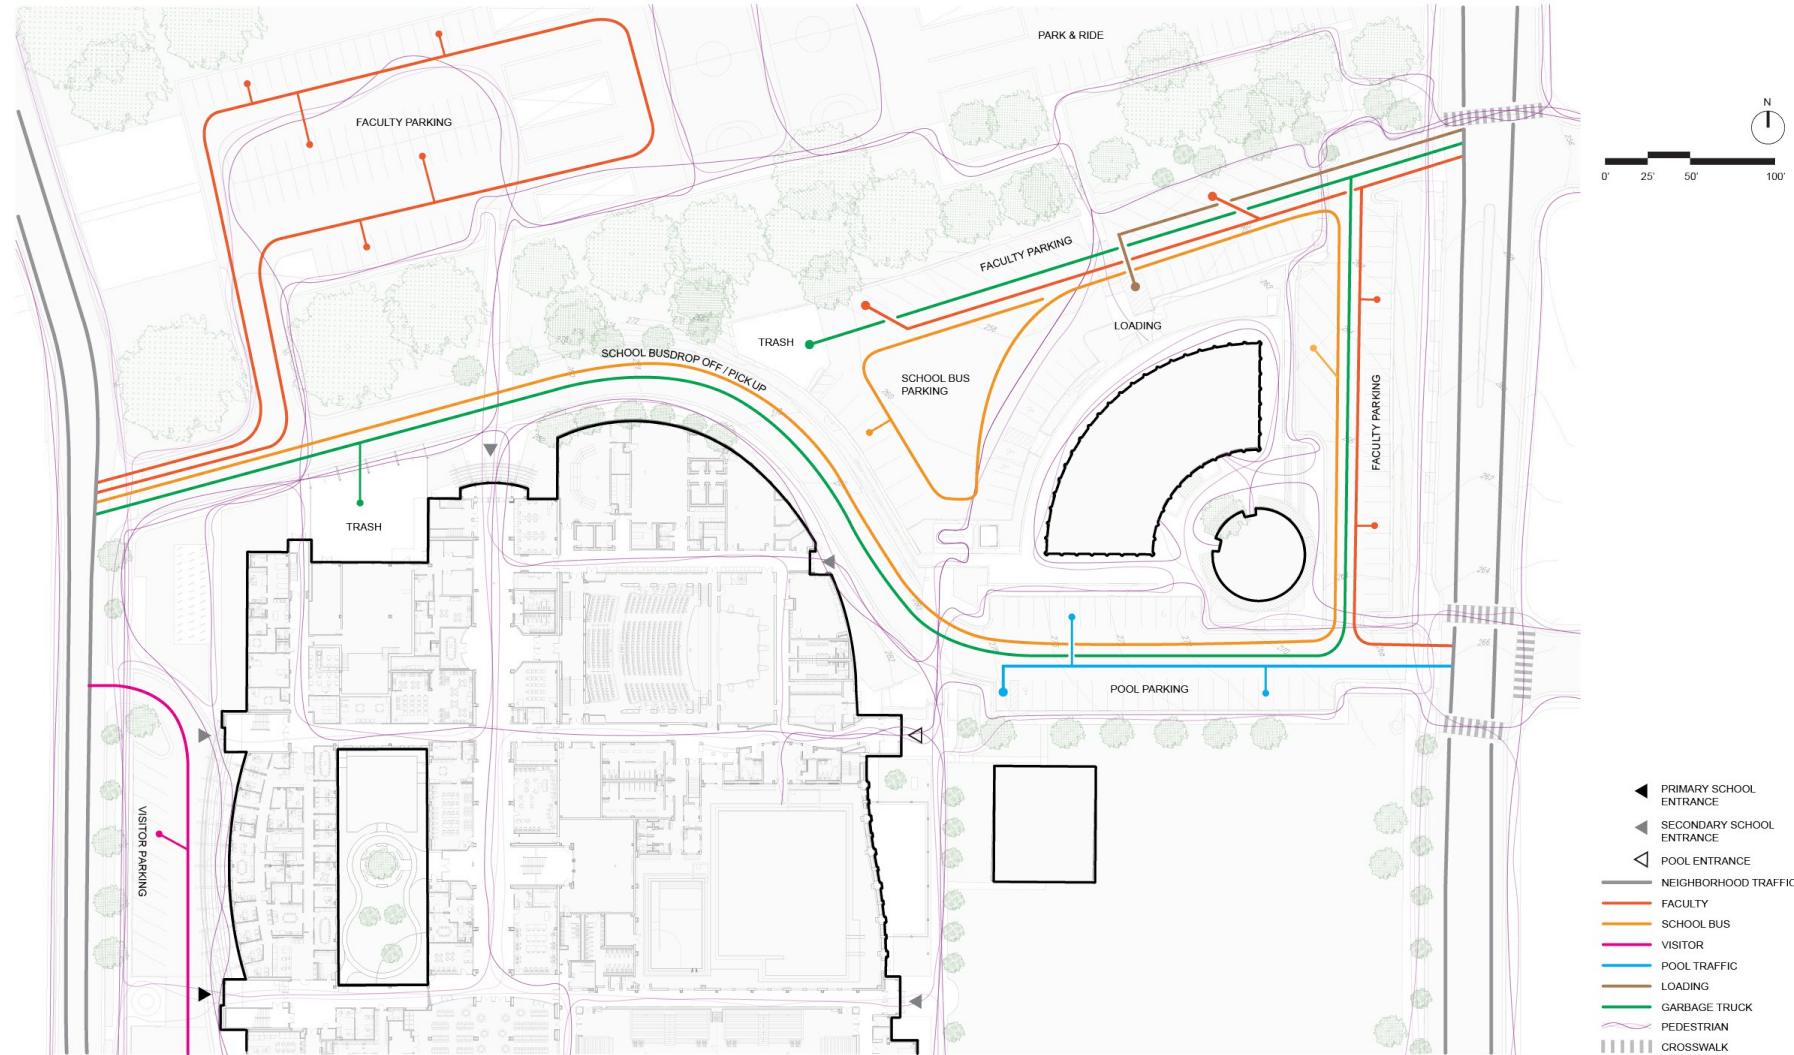 PARK & RIDE
N
FACULTY PARKING
0' 25' 50' 100'
FACULTY PARKING
LOADING
TRASH
SCHOOL BUSDROP OFF / PICK UP
SCHOOL BUS
PARKING
FACULTY PARKING
TRASH
POOL PARKING
VISITOR PARKING
PRIMARY SCHOOL
ENTRANCE
SECONDARY SCHOOL
ENTRANCE
POOL ENTRANCE
NEIGHBORHOOD TRAFFIC
FACULTY
SCHOOL BUS
VISITOR
POOL TRAFFIC
LOADING
GARBAGE TRUCK
PEDESTRIAN
CROSSWALK